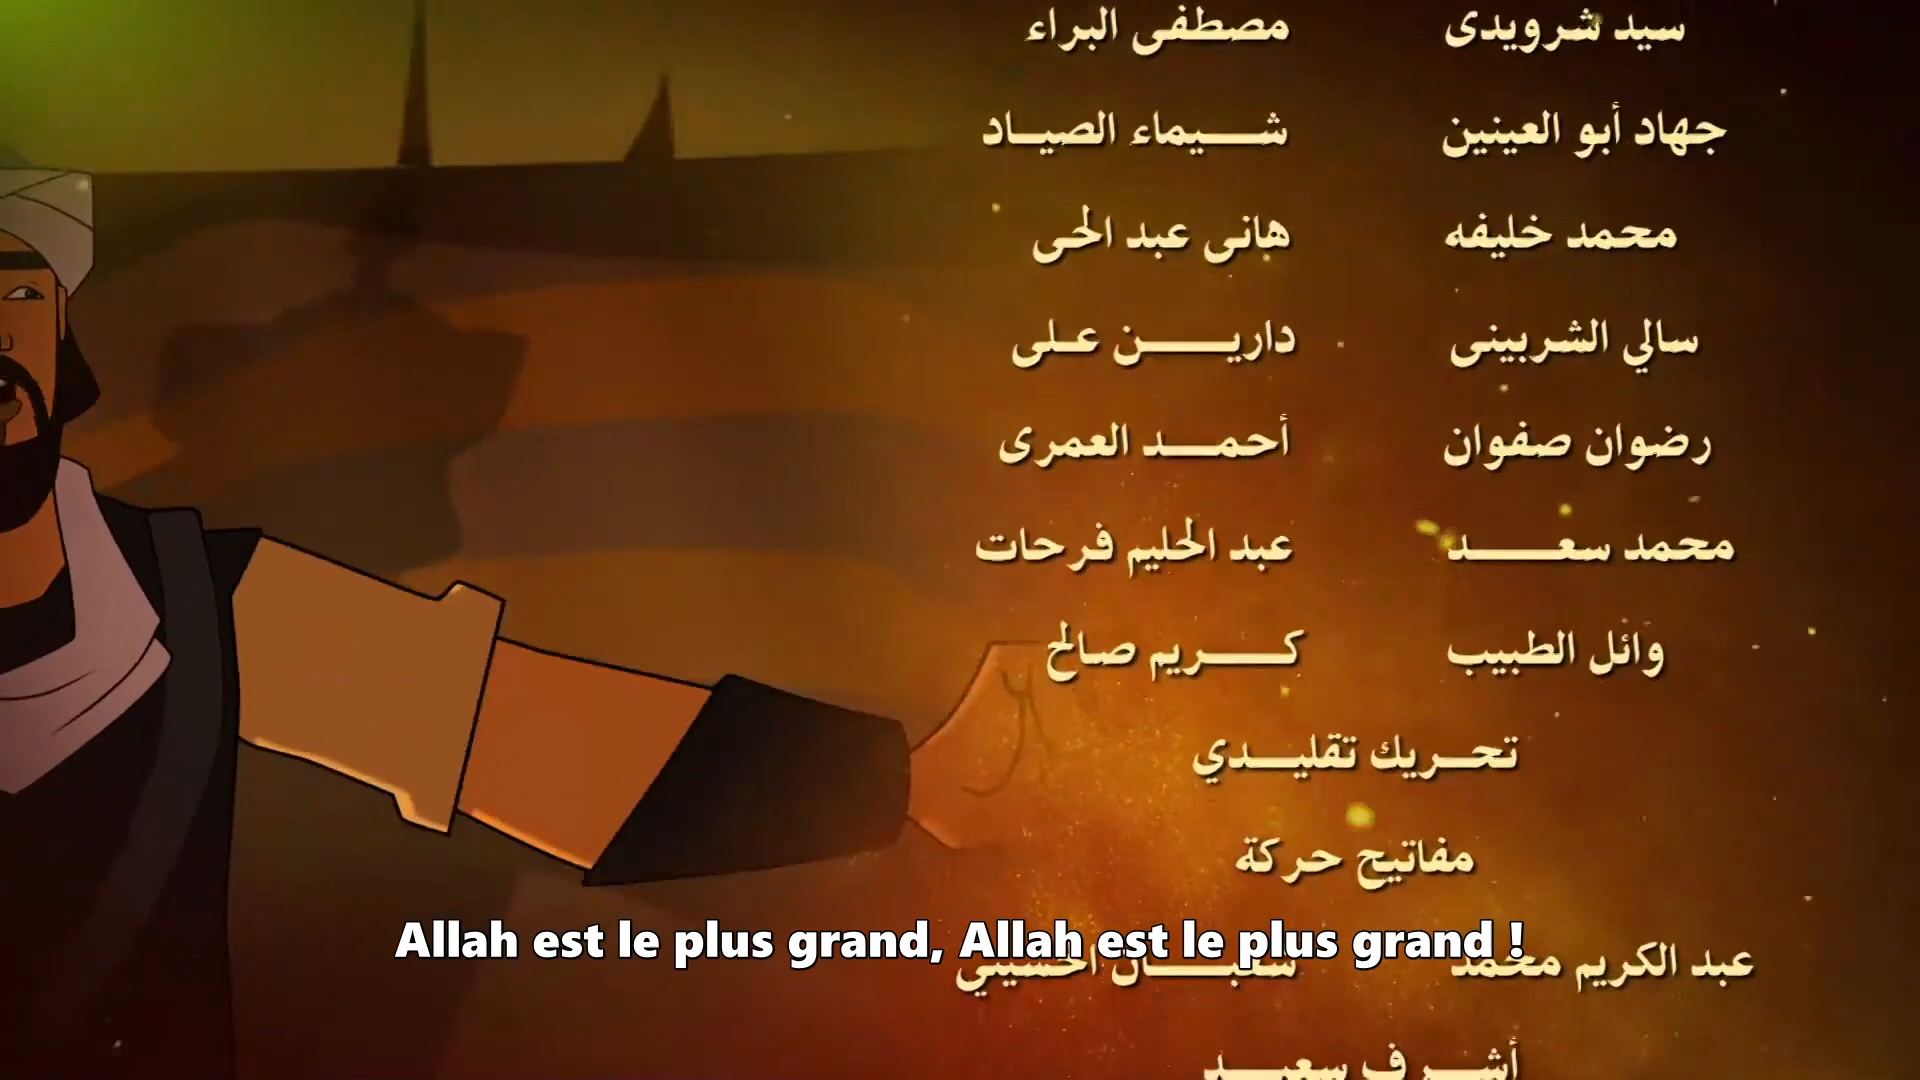 سيد شرويدى مصطفى البراء
جهاد أبو العينين شيماء الصياد
محمد خليفه هانى عبد الحى
سالي الشربينى دارين على
رضوان صفوان أحمد العمرى
محمد سعد عبد الحليم فرحات
وائل الطبيب كريم صالح
تحريك تقليدي
مفاتيح حركة
Allah est le plus grand, Allah est le plus grand !
عبد الكريم محمد
أشرف سعيد